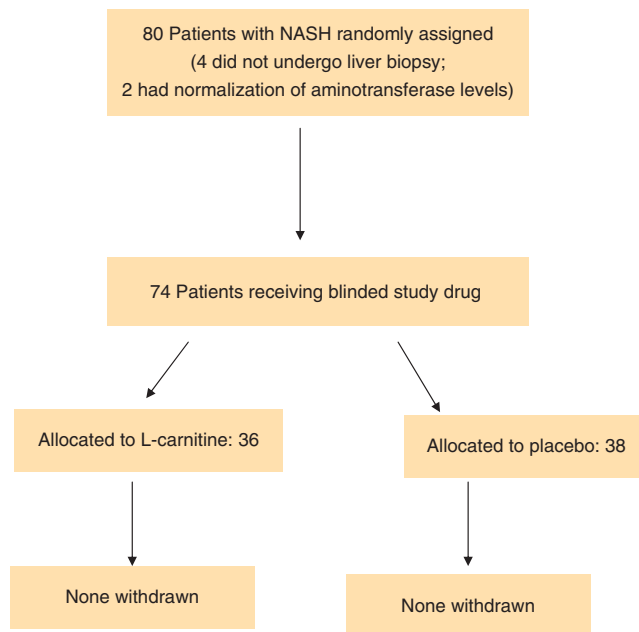 80 Patients with NASH randomly assigned
(4 did not undergo liver biopsy;
2 had normalization of aminotransferase levels)
74 Patients receiving blinded study drug
Allocated to L-carnitine: 36
Allocated to placebo: 38
None withdrawn
None withdrawn